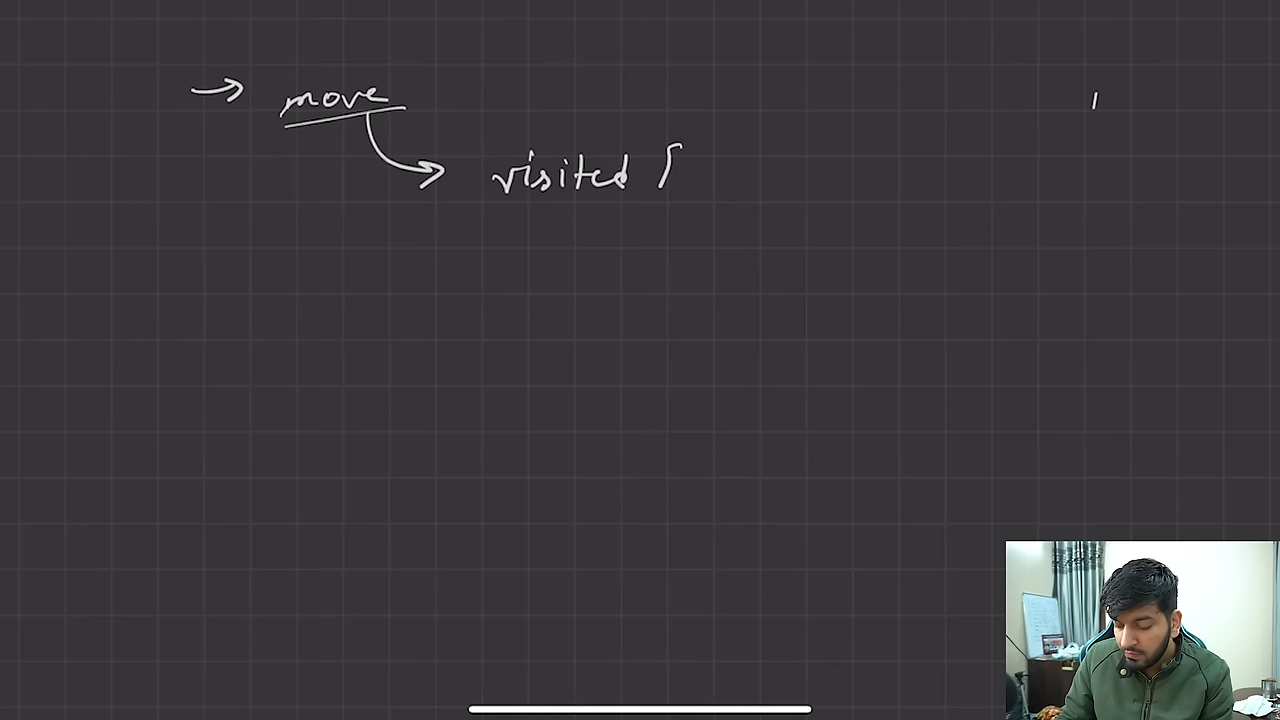 → move
visited [